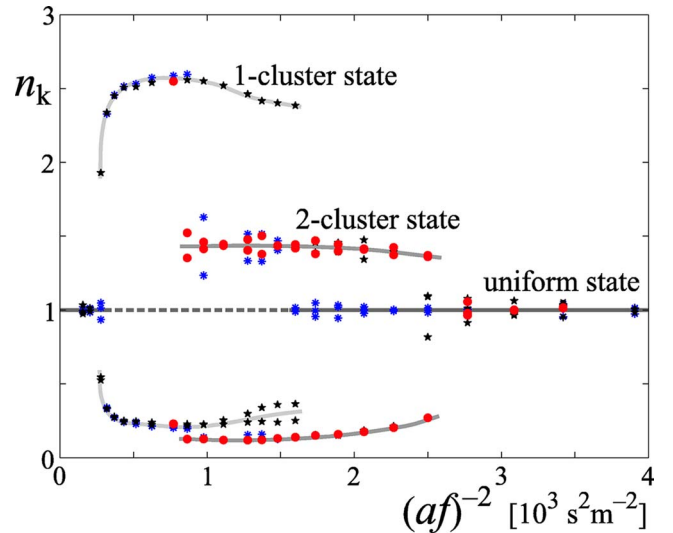 3
n_k
1-cluster state
2
2-cluster state
uniform state
1
0
0 1 2 3 4
(af)^{-2} [10^3 s^2m^{-2}]